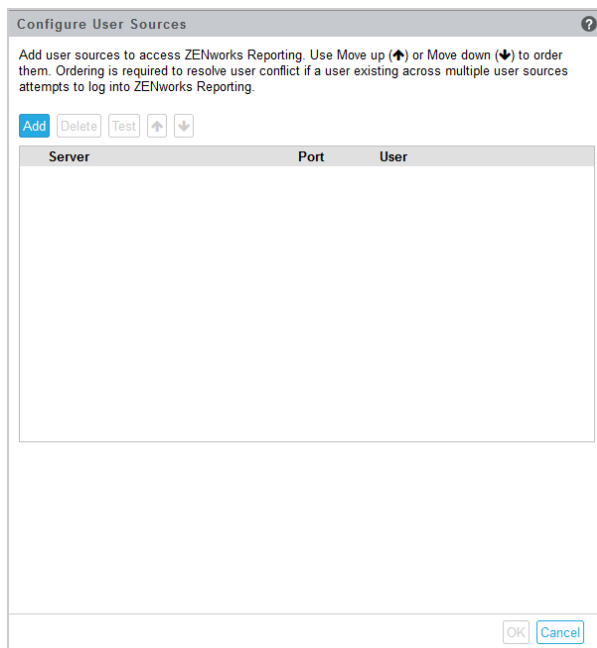 Configure User Sources
Add user sources to access ZENworks Reporting. Use Move up (↑) or Move down (↓) to order
them. Ordering is required to resolve user conflict if a user existing across multiple user sources
attempts to log into ZENworks Reporting.
Add Delete Test
Server Port User
OK Cancel